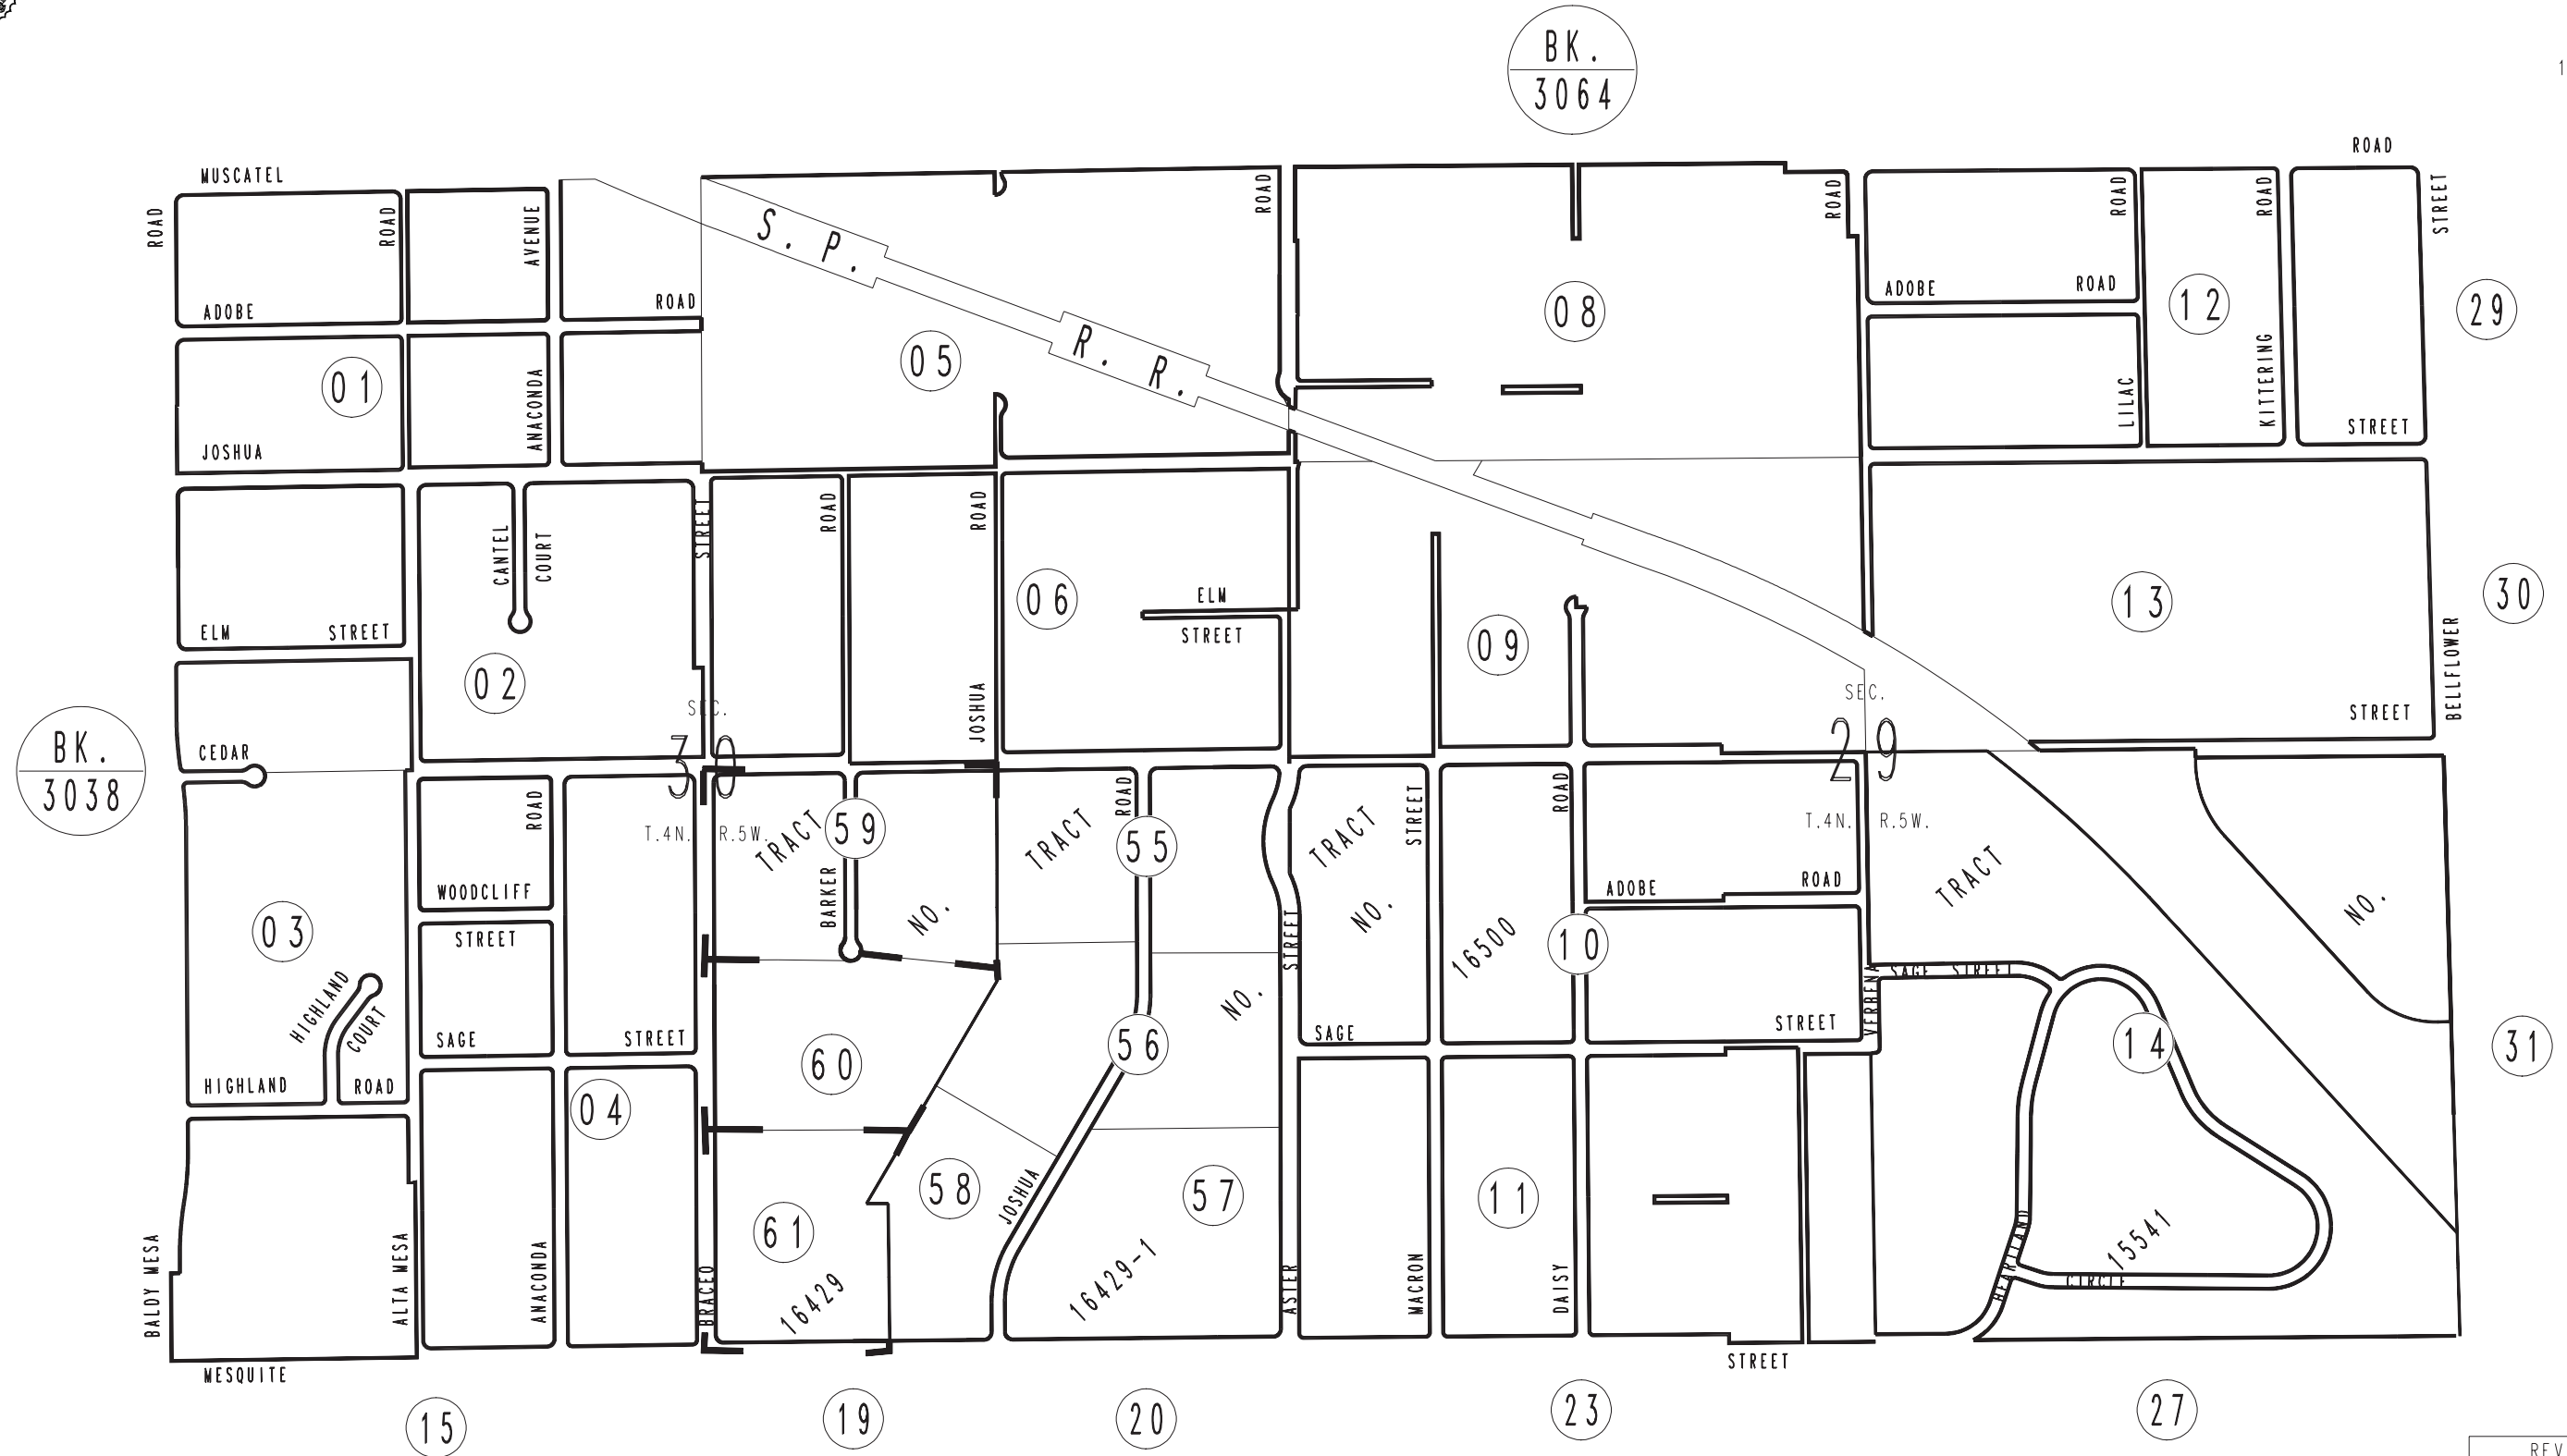 BK.
3064
1
MUSCATEL
ROAD
ROAD
ROAD
AVENUE
S. P.
ROAD
ROAD
ROAD
ROAD
STREET
ADOBE
ROAD
08
ADOBE
ROAD
12
29
01
ANACONDA
05
R. R.
LILAC
KITTERING
STREET
JOSHUA
CANTEL
COURT
STREET
ROAD
ROAD
06
ELM
STREET
ELM
STREET
09
13
30
02
JOSHUA
BELLFLOWER
STREET
SEC.
30
T.4N. R.5W.
SEC.
29
T.4N. R.5W.
BK.
3038
CEDAR
ROAD
WOODCLIFF
STREET
03
TRACT
59
BARKER
NO.
TRACT
ROAD
55
NO.
TRACT
NO.
STREET
16500
ROAD
ADOBE
ROAD
10
TRACT
NO.
STREET
HIGHLAND
COURT
SAGE
STREET
56
SAGE
STREET
VERBENA
SAGE STREET
14
31
HIGHLAND
ROAD
04
60
58
JOSHUA
57
11
61
16429
16429-1
15541
HEARTLAND
CIRCLE
BALDY MESA
ALTA MESA
ANACONDA
BRACEO
ASTER
MACRON
DAISY
MESQUITE
STREET
15
19
20
23
27
REV